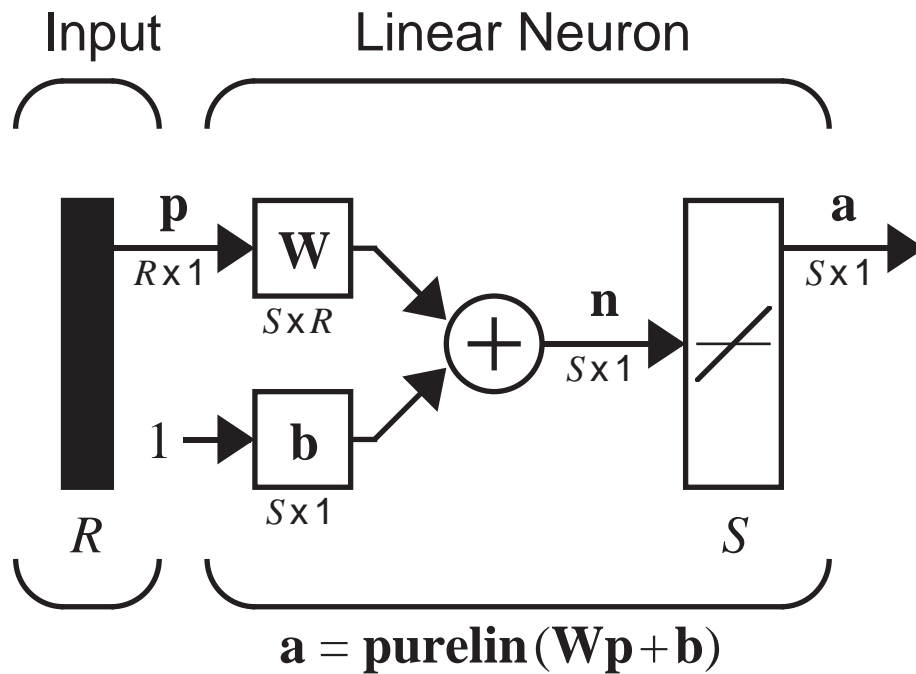 Input Linear Neuron
p a
W
R x 1 S x 1
S x R n
S x 1
1 b
S x 1
R S
a = purelin (Wp + b)